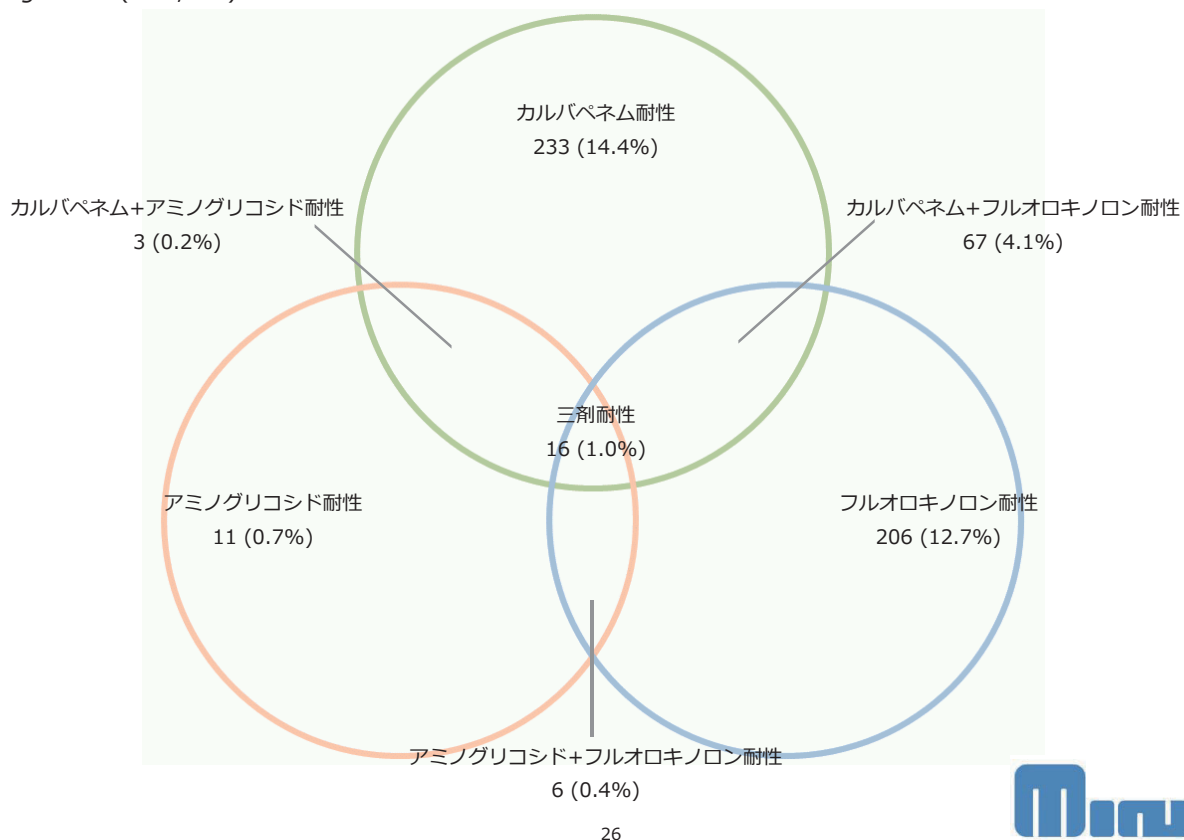 カルバペネム耐性
233 (14.4%)
カルバペネム+アミノグリコシド耐性
3 (0.2%)
カルバペネム+フルオロキノロン耐性
67 (4.1%)
三剤耐性
16 (1.0%)
アミノグリコシド耐性
11 (0.7%)
フルオロキノロン耐性
206 (12.7%)
アミノグリコシド+フルオロキノロン耐性
6 (0.4%)
26